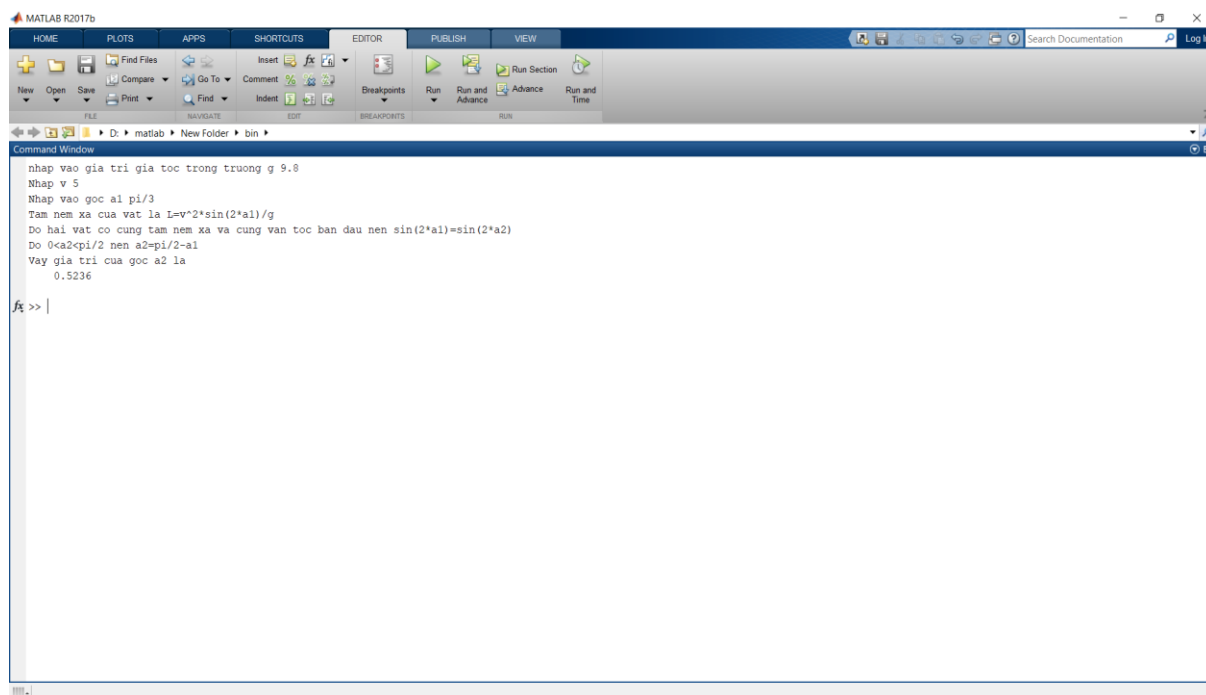 MATLAB R2017b
HOME PLOTS APPS SHORTCUTS EDITOR PUBLISH VIEW Search Documentation Log I
Find Files Insert fx
Compare Go To Comment Run Section
New Open Save Print Find Indent Breakpoints Run Run and Advance Advance Run and Time
FILE NAVIGATE EDIT BREAKPOINTS RUN
D: matlab New Folder bin
Command Window
nhap vao gia tri gia toc trong truong g 9.8
Nhap v 5
Nhap vao goc a1 pi/3
Tam nem xa cua vat la L=v^2*sin(2*a1)/g
Do hai vat co cung tam nem xa va cung van toc ban dau nen sin(2*a1)=sin(2*a2)
Do 0<a2<pi/2 nen a2=pi/2-a1
Vay gia tri cua goc a2 la
0.5236
fx >>